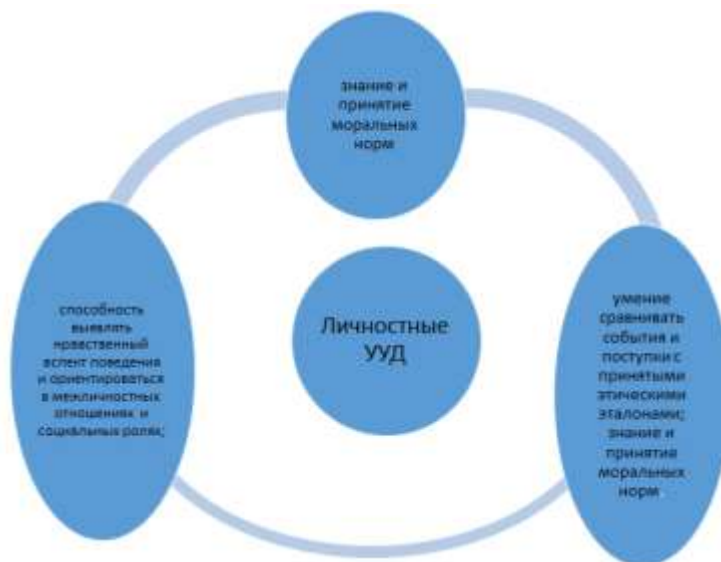 знание и
принятие
моральных
норм
способность
выявлять
нравственный
аспект поведения
и ориентироваться
в межличностных
отношениях и
социальных ролях;
Личностные
УУД
умение
сравнивать
события и
поступки с
принятыми
этическими
эталонами;
знание и
принятие
моральных
норм.